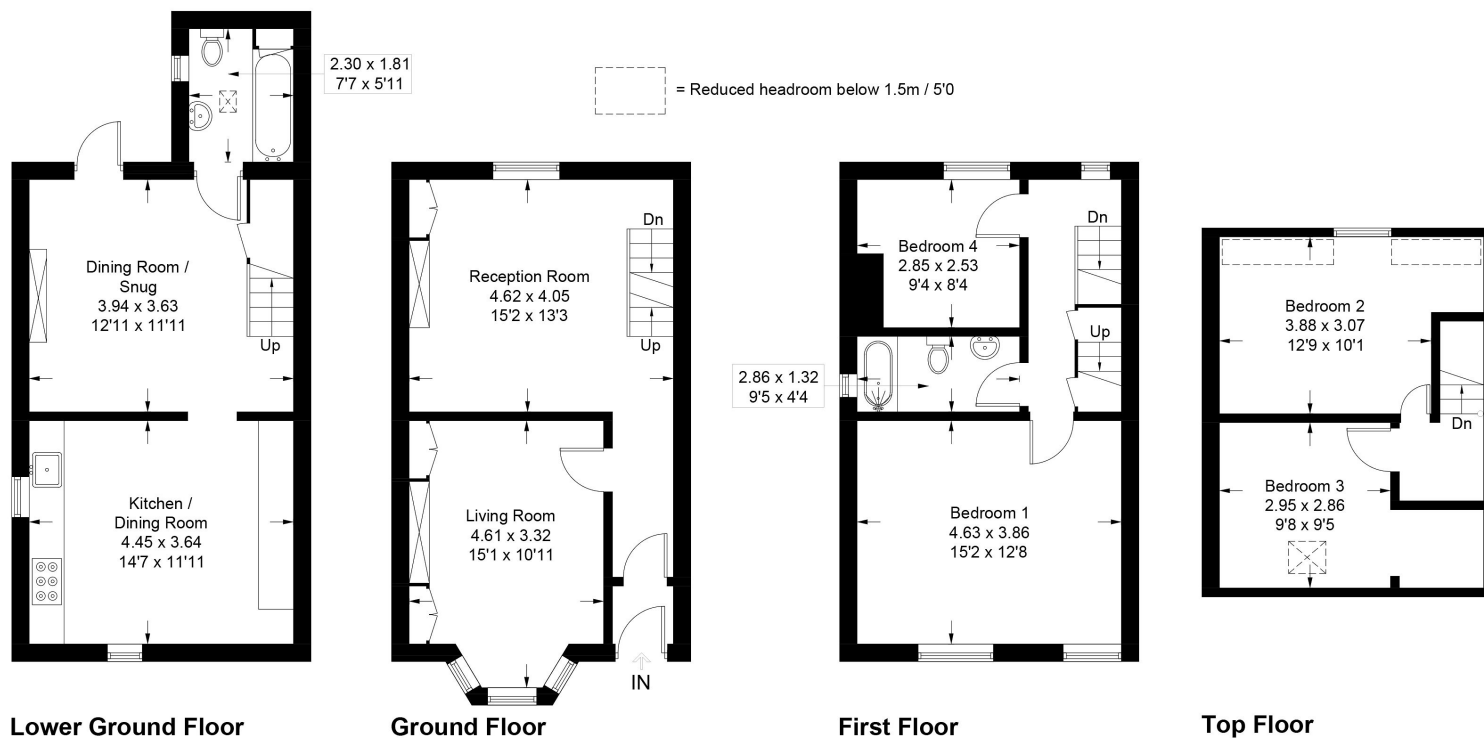 2.30 x 1.81
7'7 x 5'11
= Reduced headroom below 1.5m / 5'0
Dining Room /
Snug
3.94 x 3.63
12'11 x 11'11
Up
Kitchen /
Dining Room
4.45 x 3.64
14'7 x 11'11
Lower Ground Floor
Dn
Reception Room
4.62 x 4.05
15'2 x 13'3
Up
Living Room
4.61 x 3.32
15'1 x 10'11
IN
Ground Floor
Bedroom 4
2.85 x 2.53
9'4 x 8'4
Dn
Up
2.86 x 1.32
9'5 x 4'4
Bedroom 1
4.63 x 3.86
15'2 x 12'8
First Floor
Bedroom 2
3.88 x 3.07
12'9 x 10'1
Dn
Bedroom 3
2.95 x 2.86
9'8 x 9'5
Top Floor